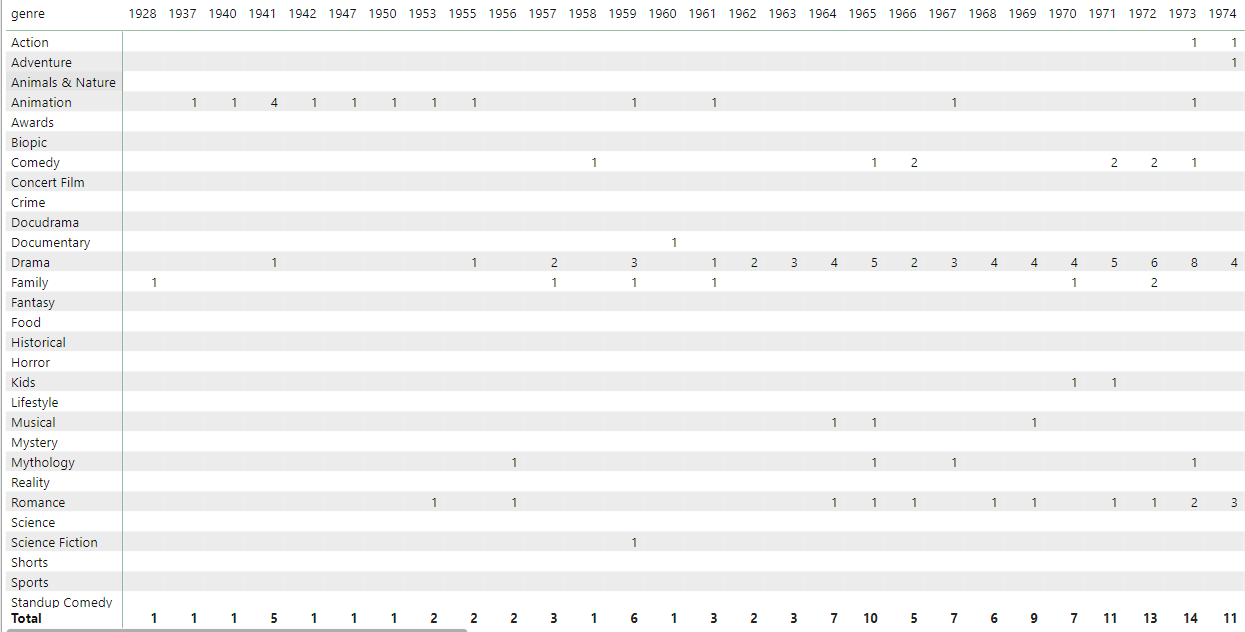 genre 1928 1937 1940 1941 1942 1947 1950 1953 1955 1956 1957 1958 1959 1960 1961 1962 1963 1964 1965 1966 1967 1968 1969 1970 1971 1972 1973 1974
Action 1 1
Adventure 1
Animals & Nature
Animation 1 1 4 1 1 1 1 1 1 1 1 1
Awards
Biopic
Comedy 1 1 2 2 2 1
Concert Film
Crime
Docudrama
Documentary 1
Drama 1 1 2 3 1 2 3 4 5 2 3 4 4 4 5 6 8 4
Family 1 1 1 1 1 2
Fantasy
Food
Historical
Horror
Kids 1 1
Lifestyle
Musical 1 1 1
Mystery
Mythology 1 1 1 1
Reality
Romance 1 1 1 1 1 1 1 1 1 2 3
Science
Science Fiction 1
Shorts
Sports
Standup Comedy
Total 1 1 1 5 1 1 1 2 2 2 3 1 6 1 3 2 3 7 10 5 7 6 9 7 11 13 14 11